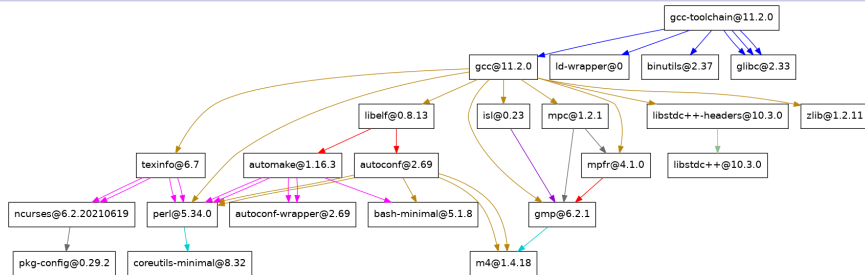 gcc-toolchain@11.2.0
gcc@11.2.0
ld-wrapper@0
binutils@2.37
glibc@2.33
libelf@0.8.13
isl@0.23
mpc@1.2.1
libstdc++-headers@10.3.0
zlib@1.2.11
texinfo@6.7
automake@1.16.3
autoconf@2.69
mpfr@4.1.0
libstdc++@10.3.0
ncurses@6.2.20210619
perl@5.34.0
autoconf-wrapper@2.69
bash-minimal@5.1.8
gmp@6.2.1
pkg-config@0.29.2
coreutils-minimal@8.32
m4@1.4.18